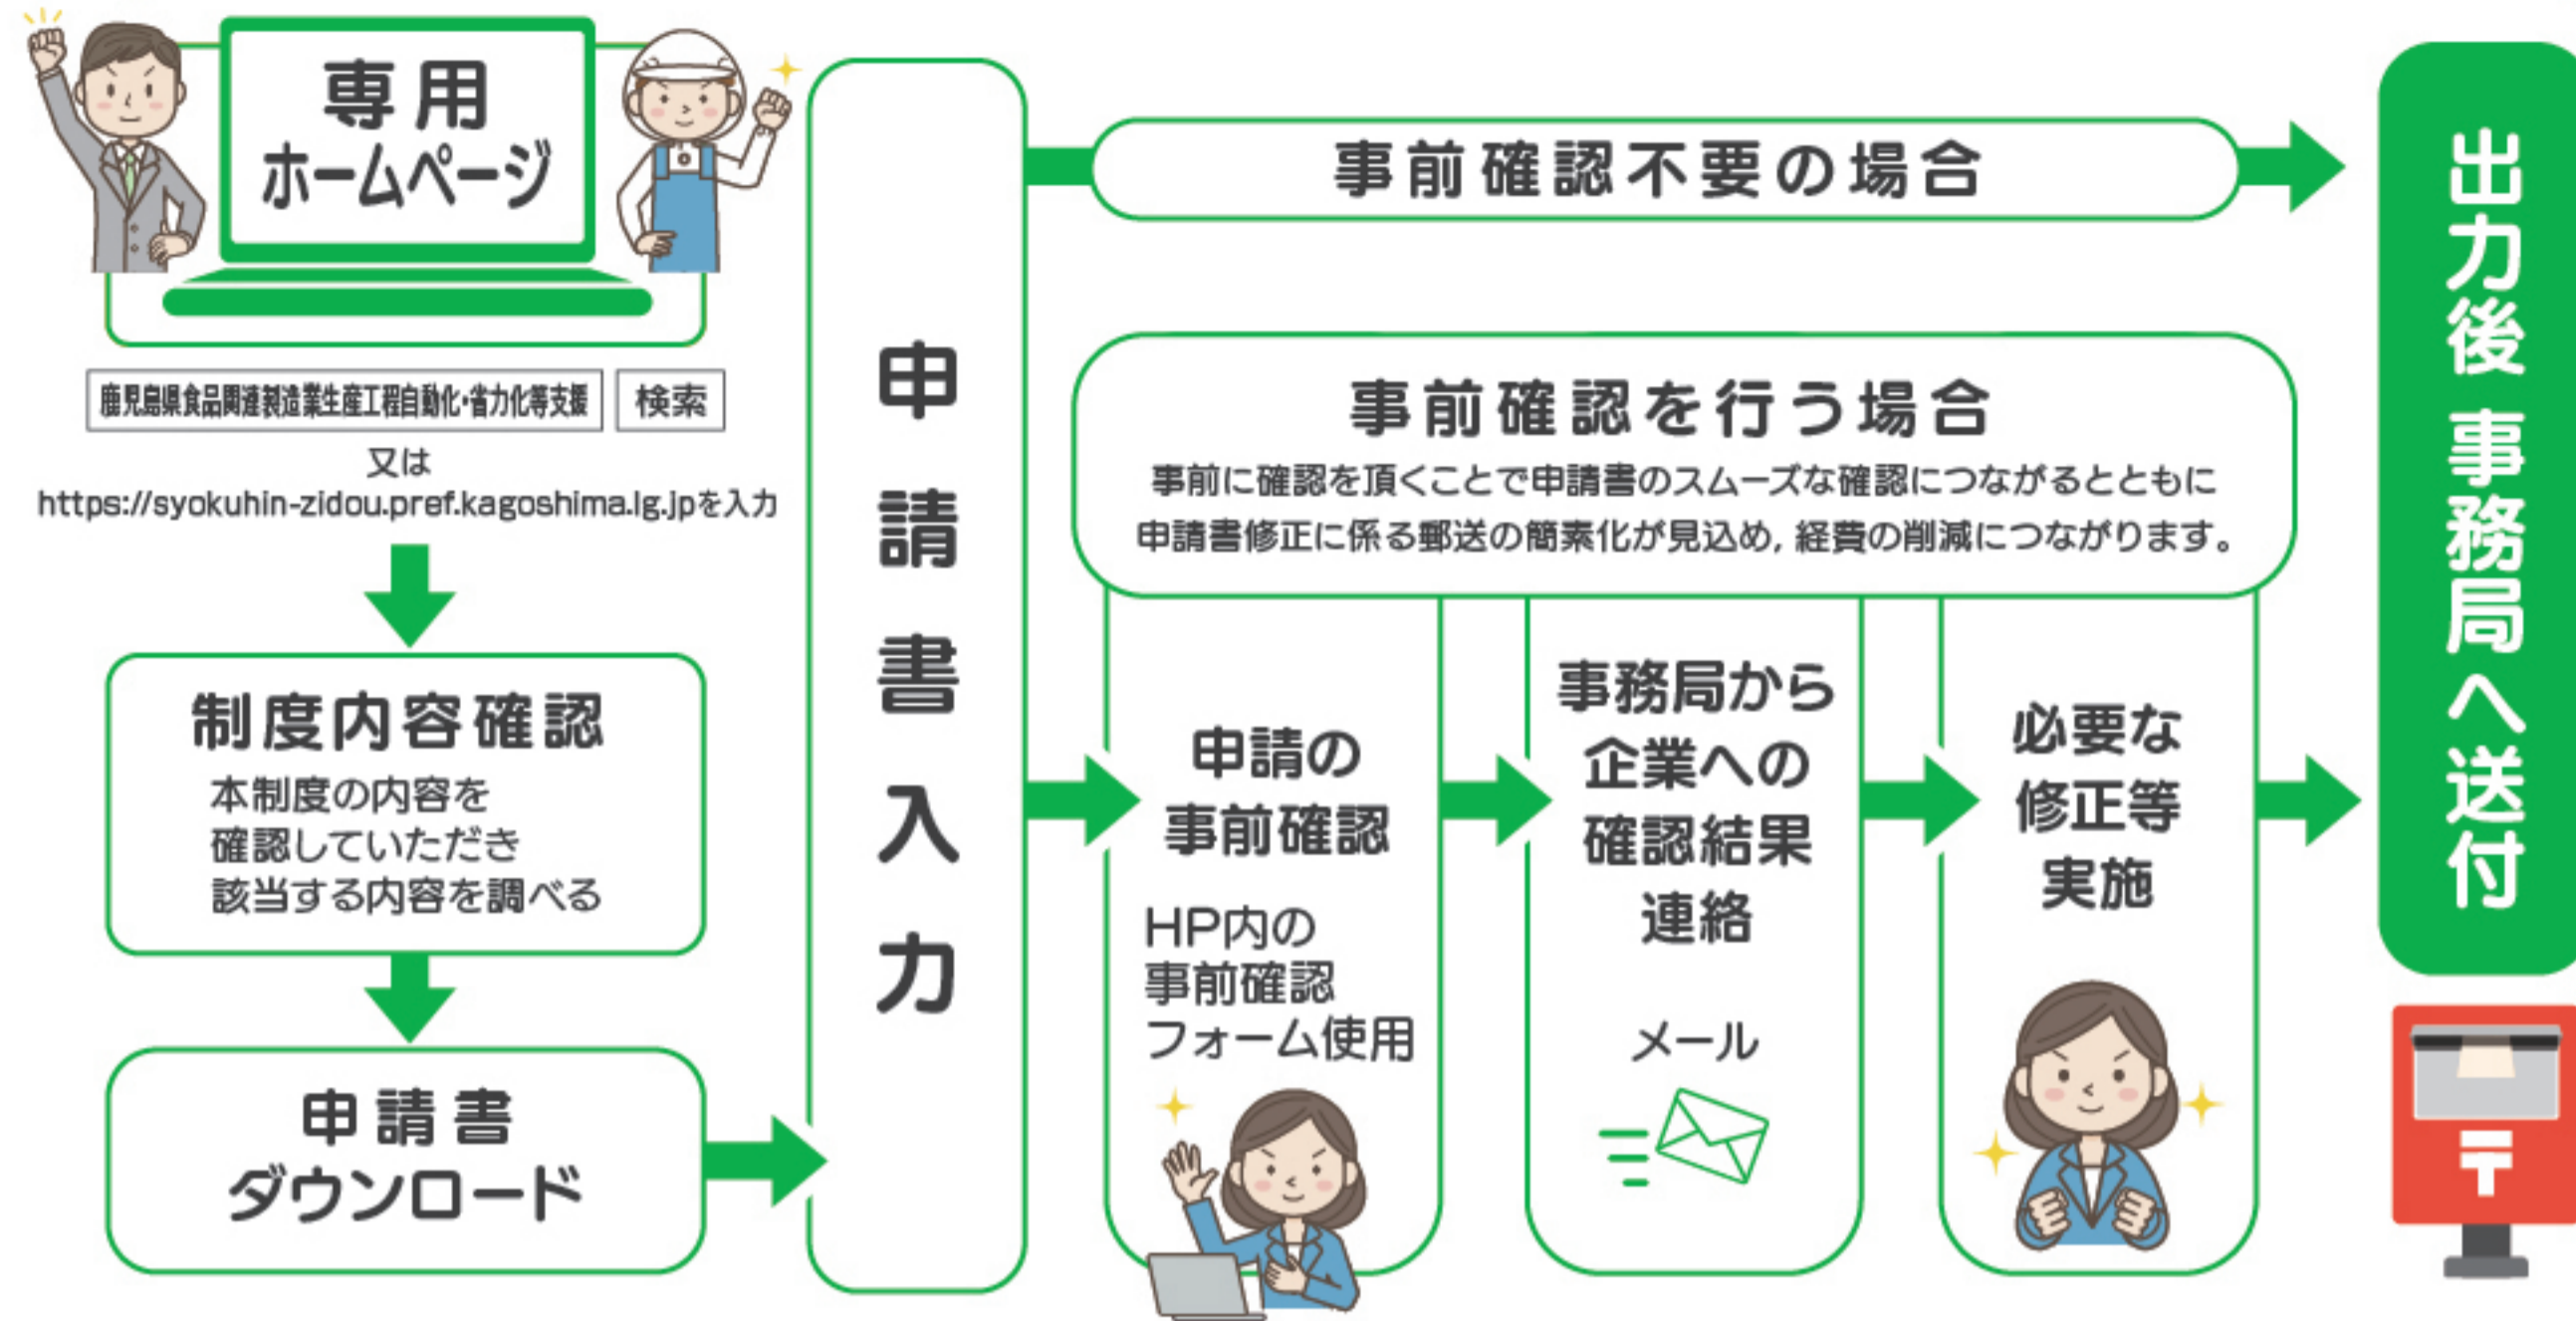 専用
ホームページ
鹿児島県食品関連製造業生産工程自動化・省力化等支援
検索
又は
https://syokuhin-zidou.pref.kagoshima.lg.jpを入力
制度内容確認
本制度の内容を
確認していただき
該当する内容を調べる
申請書
ダウンロード
申請書入力
事前確認不要の場合
事前確認を行う場合
事前に確認を頂くことで申請書のスムーズな確認につながるとともに
申請書修正に係る郵送の簡素化が見込め, 経費の削減につながります。
申請の
事前確認
HP内の
事前確認
フォーム使用
事務局から
企業への
確認結果
連絡
メール
必要な
修正等
実施
出力後 事務局へ送付
〒